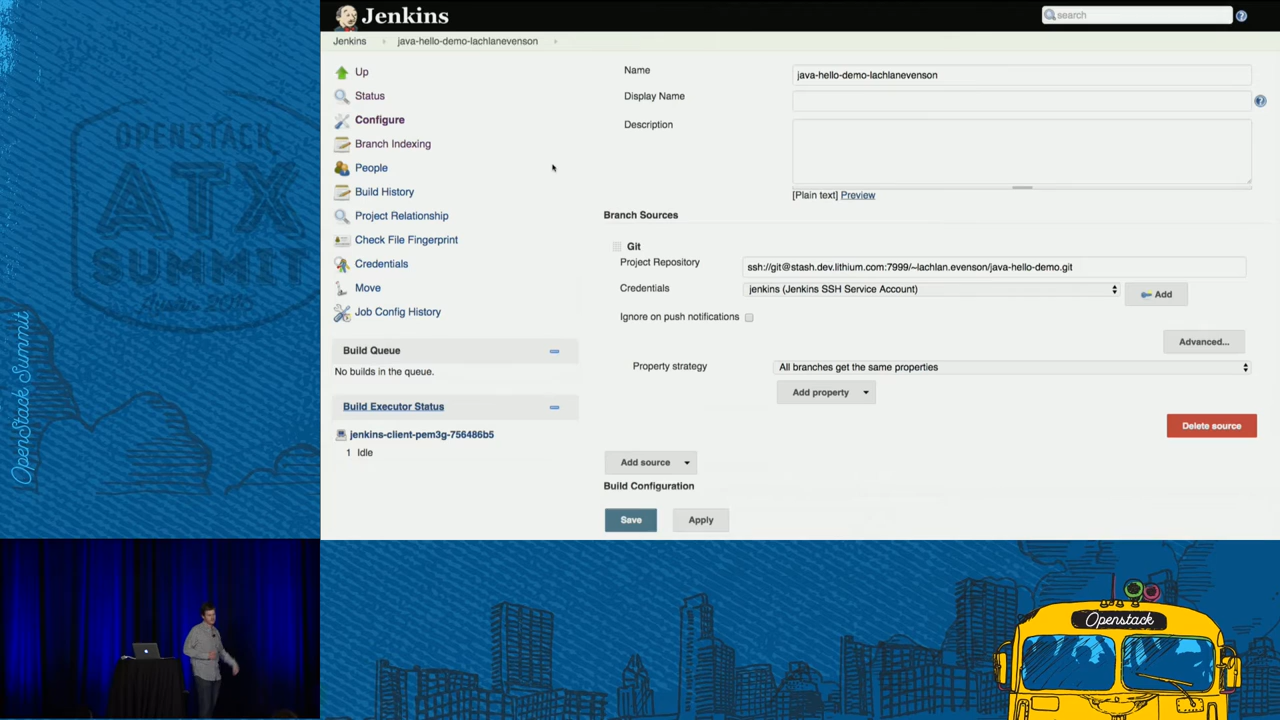 Jenkins
search
Jenkins
java-hello-demo-lachlanevenson
Up
Status
Configure
Branch Indexing
People
Build History
Project Relationship
Check File Fingerprint
Credentials
Move
Job Config History
Build Queue
No builds in the queue.
Build Executor Status
jenkins-client-pem3g-756486b5
1 Idle
Name
java-hello-demo-lachlanevenson
Display Name
Description
[Plain text] Preview
Branch Sources
Git
Project Repository
ssh://git@stash.dev.lithium.com:7999/~lachlan.evenson/java-hello-demo.git
Credentials
jenkins (Jenkins SSH Service Account)
Add
Ignore on push notifications
Advanced...
Property strategy
All branches get the same properties
Add property
Delete source
Add source
Build Configuration
Save
Apply
OPENSTACK
ATX
SUMMIT
OpenStack Summit
Openstack